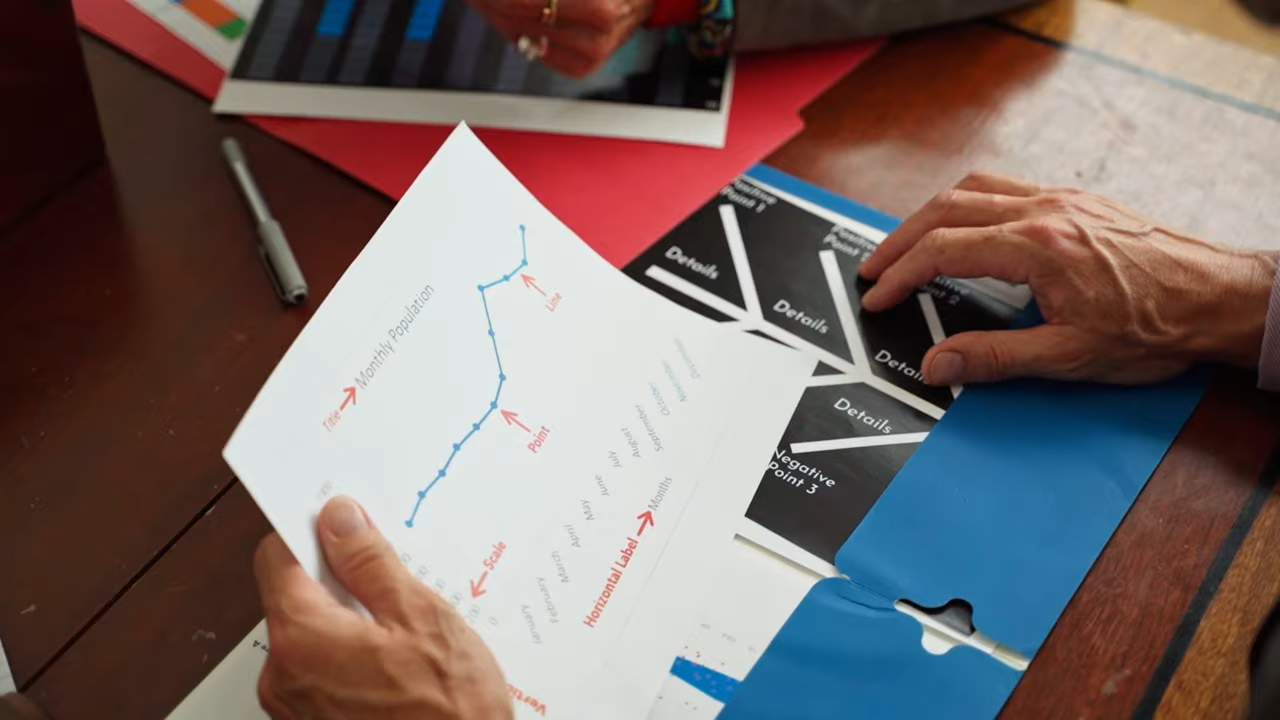 Title
Monthly Population
Line
Point
Scale
January
February
March
April
May
June
July
August
September
October
November
December
Horizontal Label
Months
Positive
Point 1
Details
Details
Details
Details
Negative
Point 3